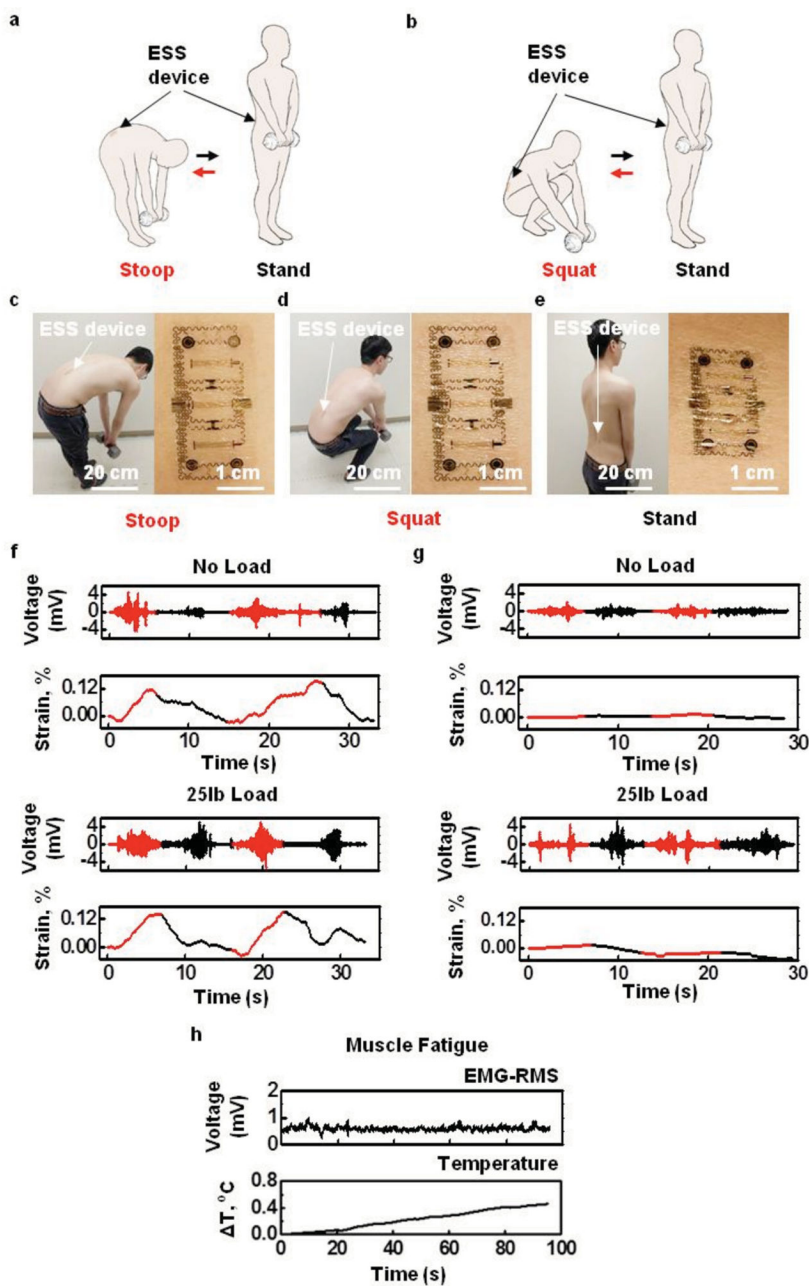 a
b
ESS
device
ESS
device
Stoop
Stand
Squat
Stand
c
d
e
ESS device
ESS device
ESS device
20 cm
1 cm
20 cm
1 cm
20 cm
1 cm
Stoop
Squat
Stand
f
g
No Load
No Load
Voltage
(mV)
4
0
-4
Voltage
(mV)
4
0
-4
Strain, %
0.12
0.00
Strain, %
0.12
0.00
0 10 20 30
0 10 20 30
Time (s)
Time (s)
25lb Load
25lb Load
Voltage
(mV)
4
0
-4
Voltage
(mV)
4
0
-4
Strain, %
0.12
0.00
Strain, %
0.12
0.00
0 10 20 30
0 10 20 30
Time (s)
Time (s)
h
Muscle Fatigue
EMG-RMS
Voltage
(mV)
2
1
0
Temperature
ΔT, °C
0.8
0.4
0.0
0 20 40 60 80 100
Time (s)